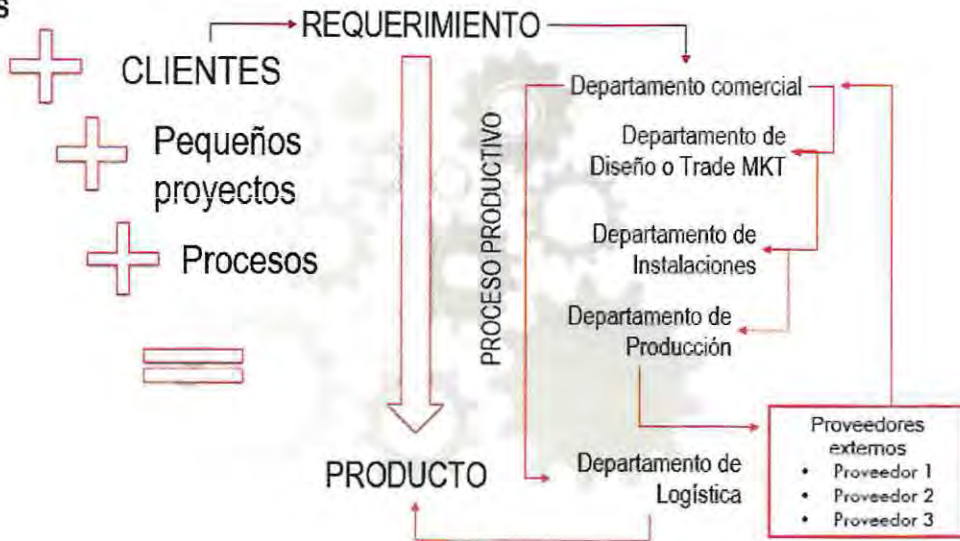 REQUERIMIENTO
CLIENTES
Pequeños
proyectos
Procesos
PROCESO PRODUCTIVO
Departamento comercial
Departamento de
Diseño o Trade MKT
Departamento de
Instalaciones
Departamento de
Producción
Proveedores
externos
• Proveedor 1
• Proveedor 2
• Proveedor 3
Departamento de
Logística
PRODUCTO